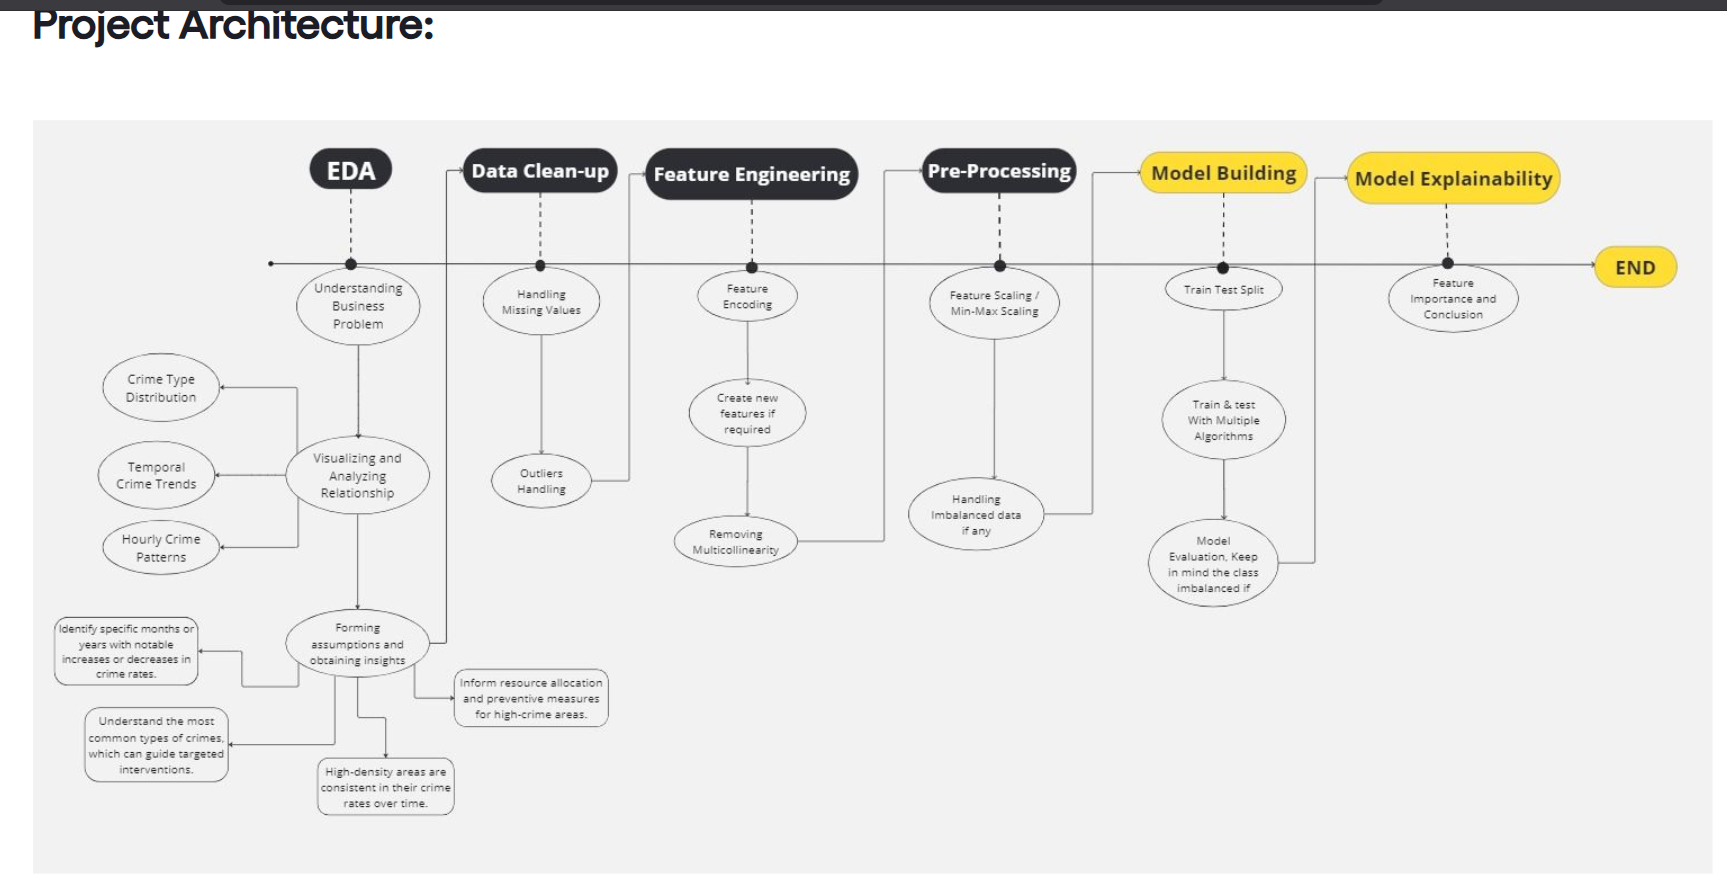 Project Architecture:
EDA
Data Clean-up
Feature Engineering
Pre-Processing
Model Building
Model Explainability
END
Understanding
Business
Problem
Crime Type
Distribution
Temporal
Crime Trends
Hourly Crime
Patterns
Visualizing and
Analyzing
Relationship
Forming
assumptions and
obtaining insights
Identify specific months or
years with notable
increases or decreases in
crime rates.
Understand the most
common types of crimes,
which can guide targeted
interventions.
High-density areas are
consistent in their crime
rates over time.
Inform resource allocation
and preventive measures
for high-crime areas.
Handling
Missing Values
Outliers
Handling
Feature
Encoding
Create new
features if
required
Removing
Multicollinearity
Feature Scaling /
Min-Max Scaling
Handling
Imbalanced data
if any
Train Test Split
Train & test
With Multiple
Algorithms
Model
Evaluation, Keep
in mind the class
imbalanced if
Feature
Importance and
Conclusion